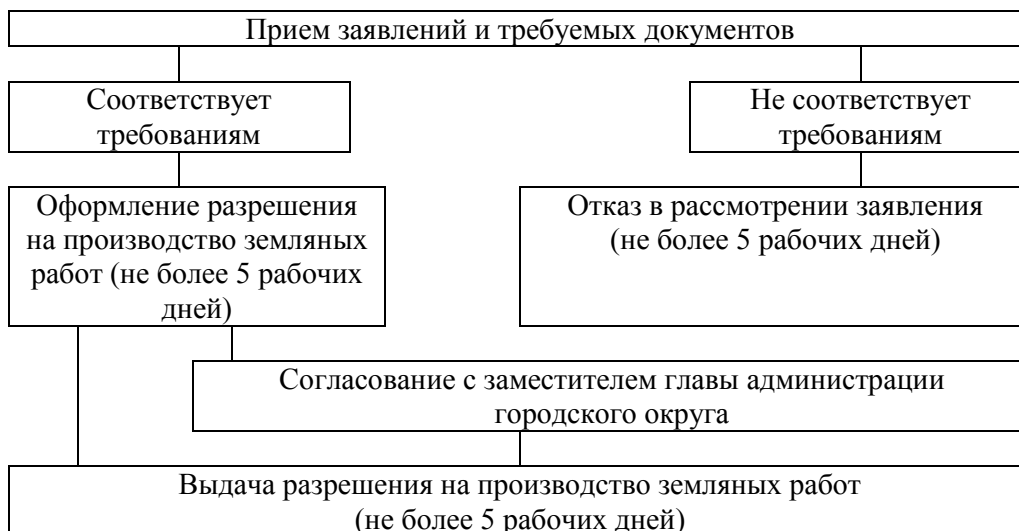 Прием заявлений и требуемых документов
Соответствует
требованиям
Не соответствует
требованиям
Оформление разрешения
на производство земляных
работ (не более 5 рабочих
дней)
Отказ в рассмотрении заявления
(не более 5 рабочих дней)
Согласование с заместителем главы администрации
городского округа
Выдача разрешения на производство земляных работ
(не более 5 рабочих дней)